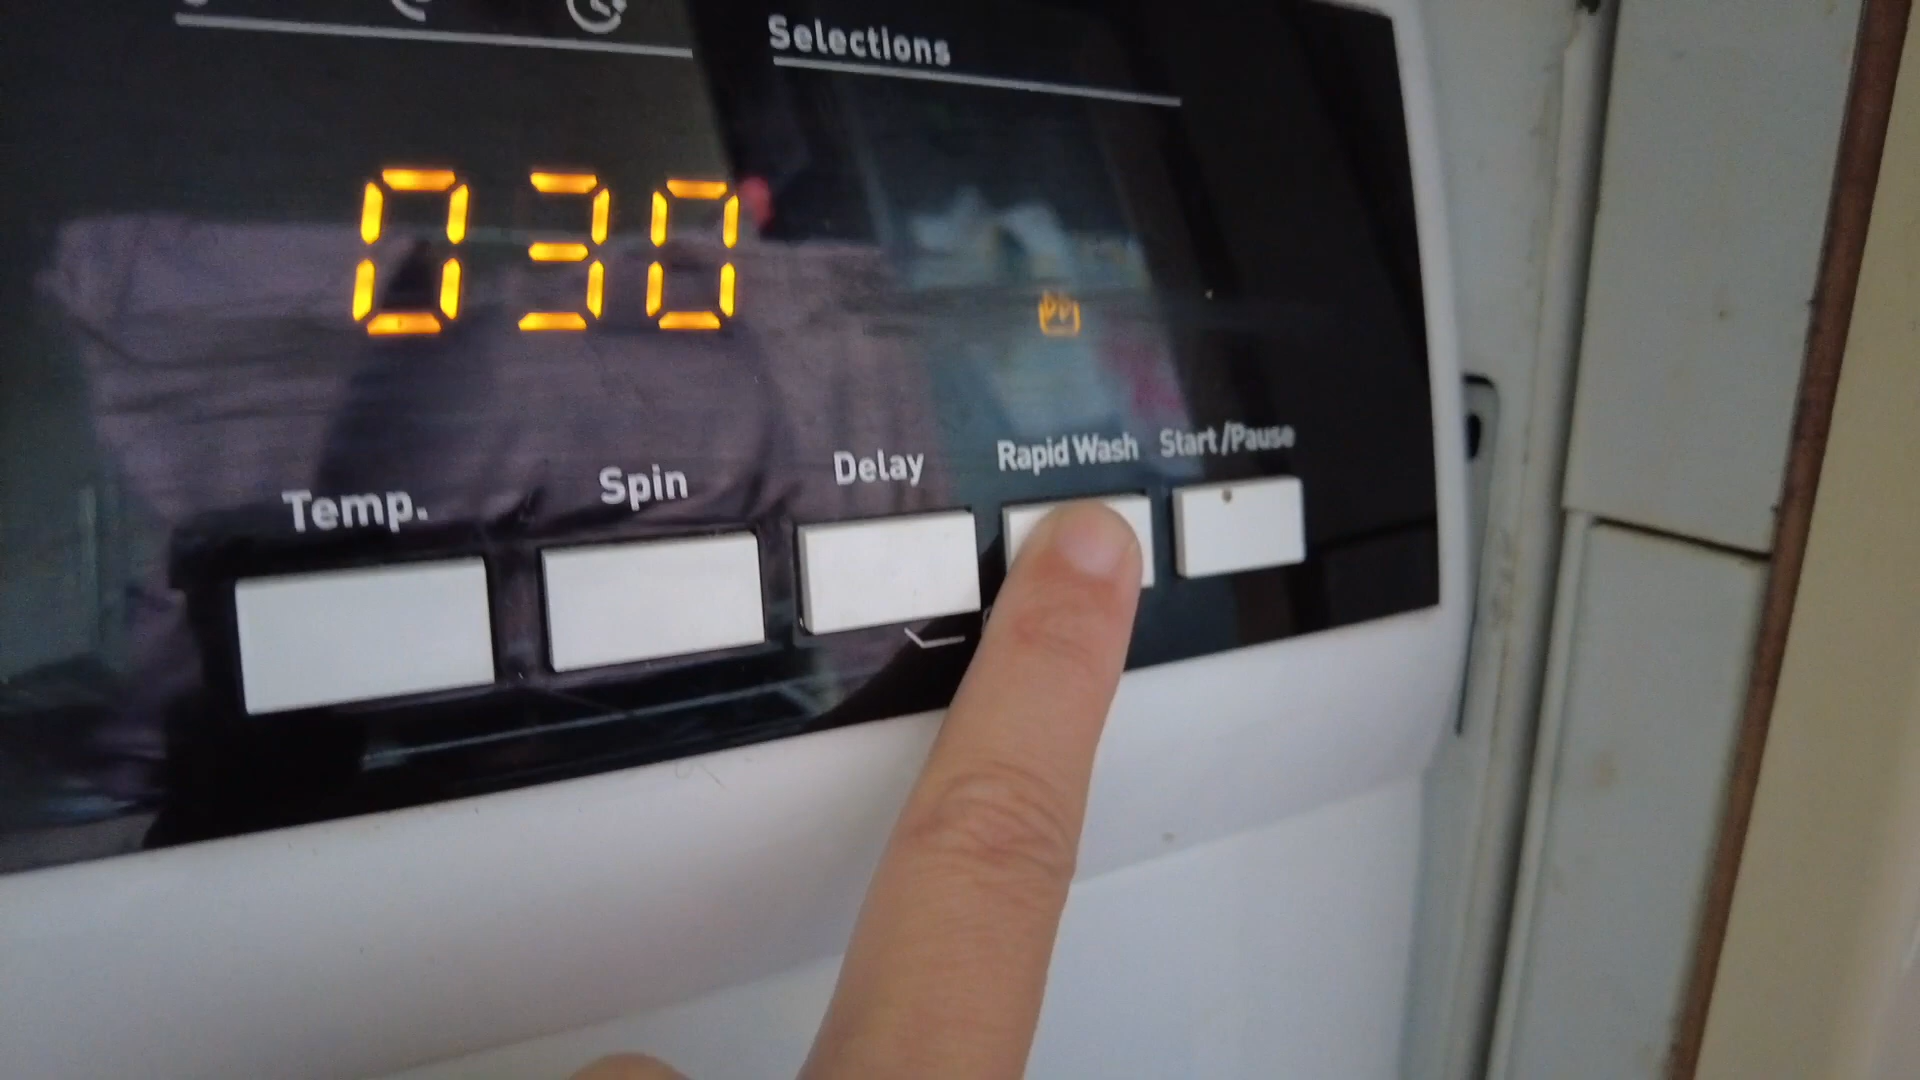 Selections
030
Temp.
Spin
Delay
Rapid Wash
Start/Pause